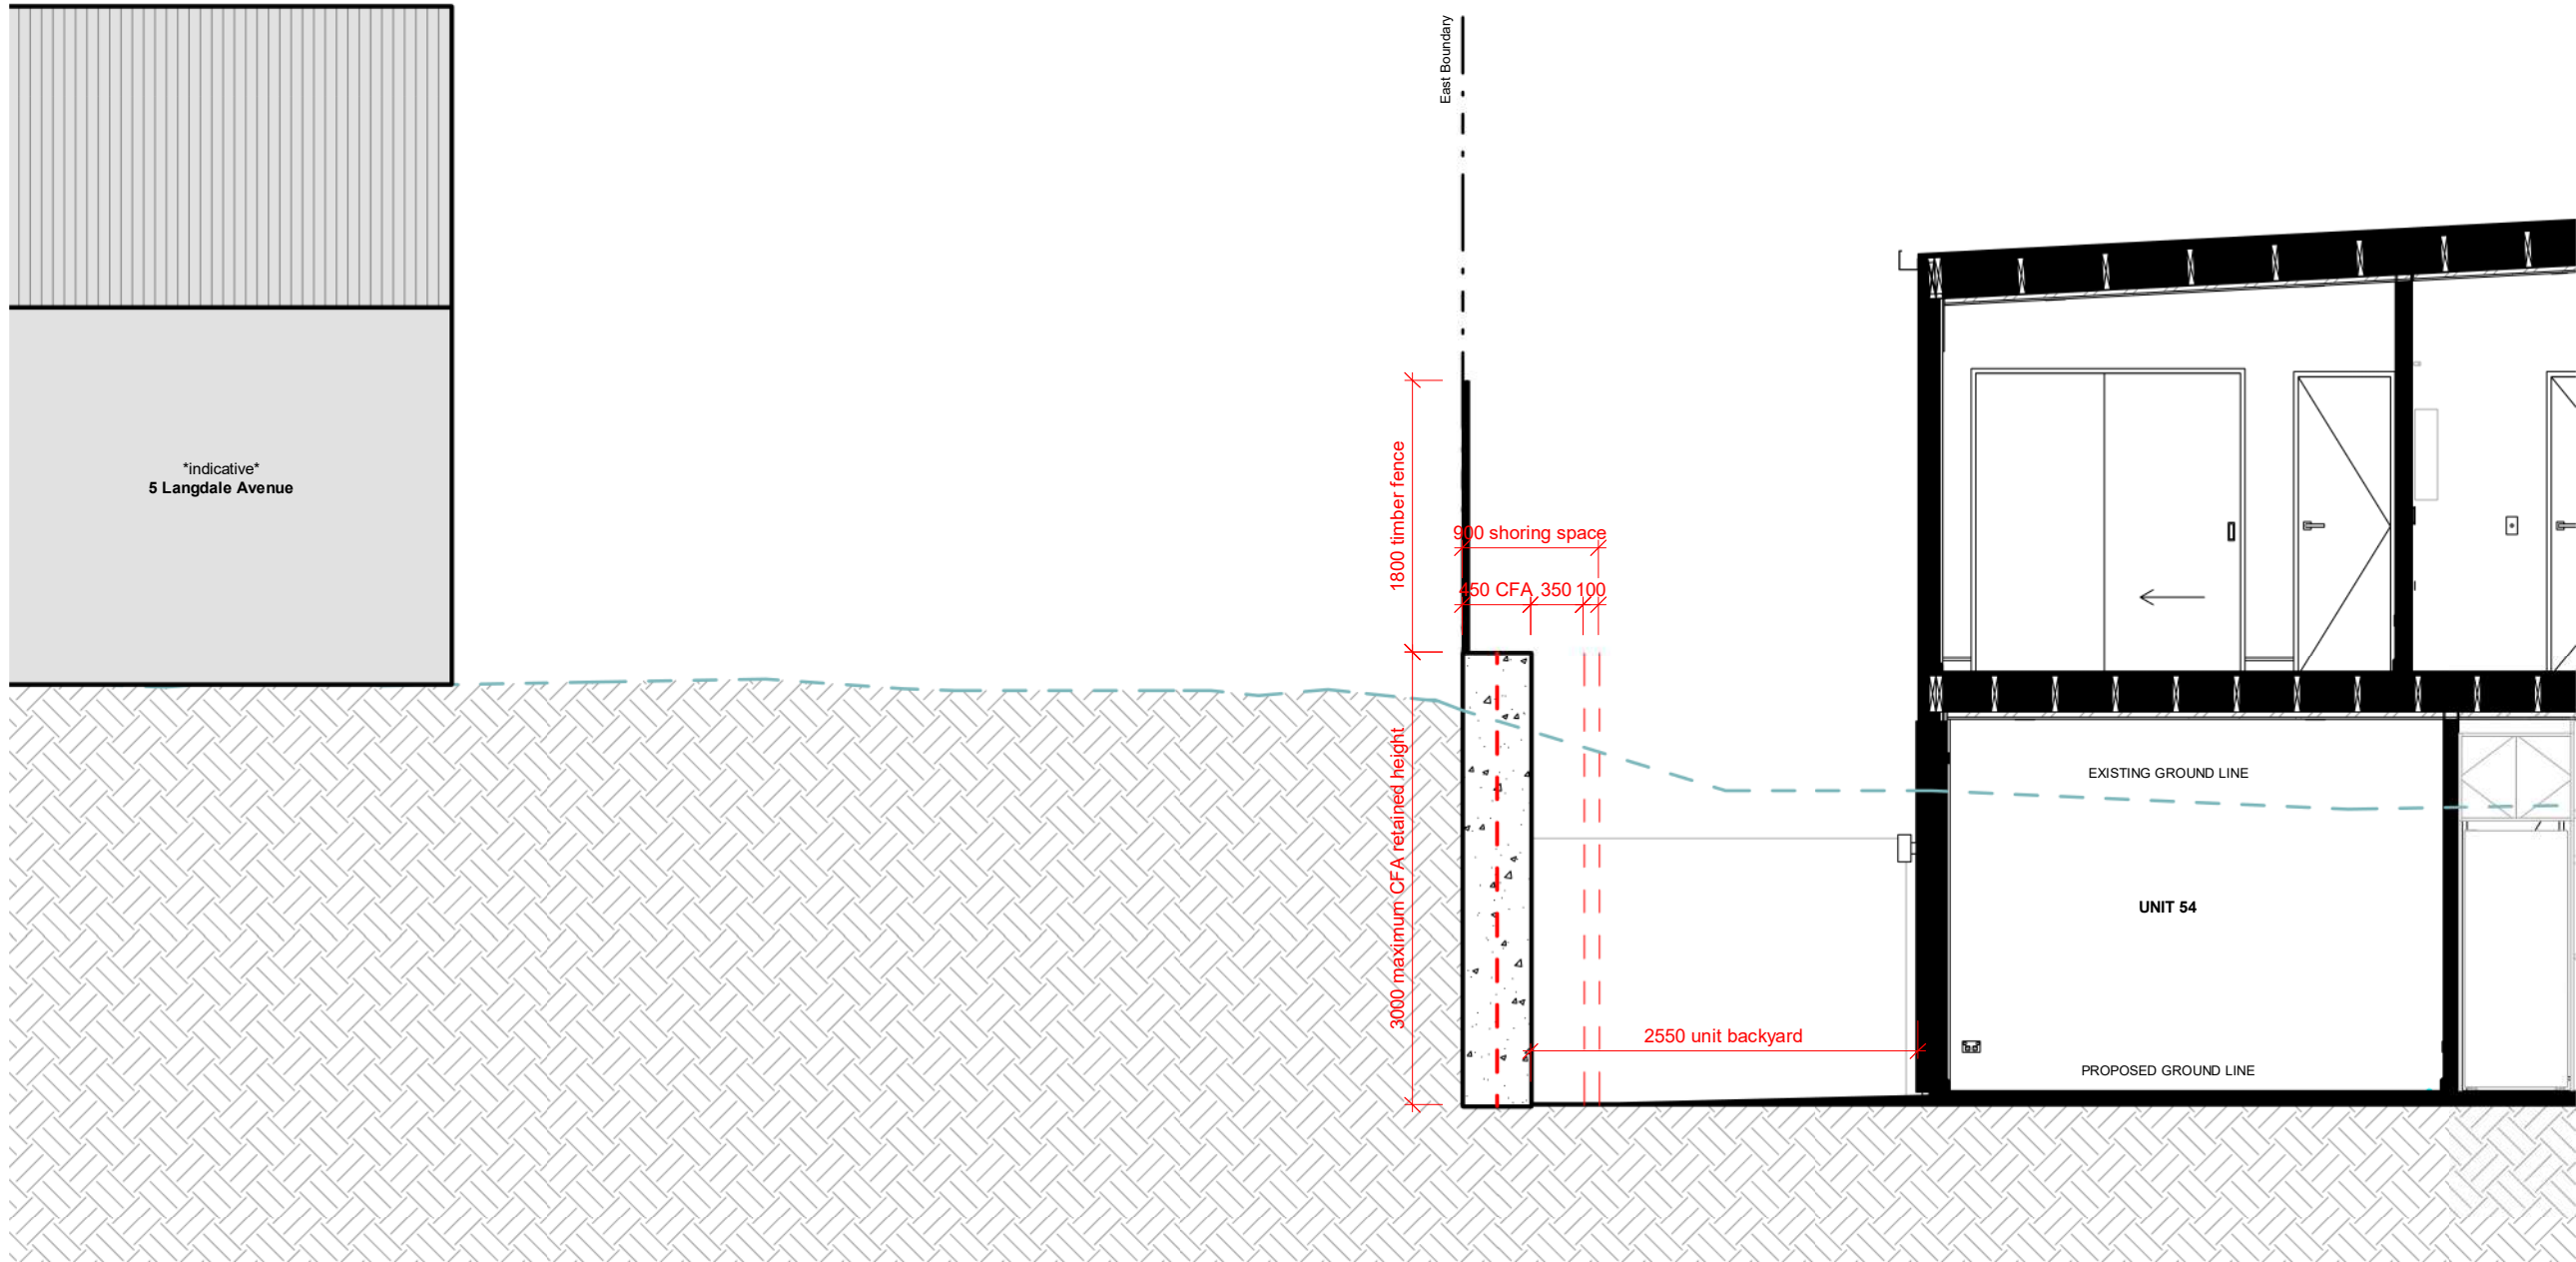 East Boundary
*indicative*
5 Langdale Avenue
1800 timber fence
900 shoring space
450 CFA 350 100
3000 maximum CFA retained height
EXISTING GROUND LINE
UNIT 54
2550 unit backyard
PROPOSED GROUND LINE